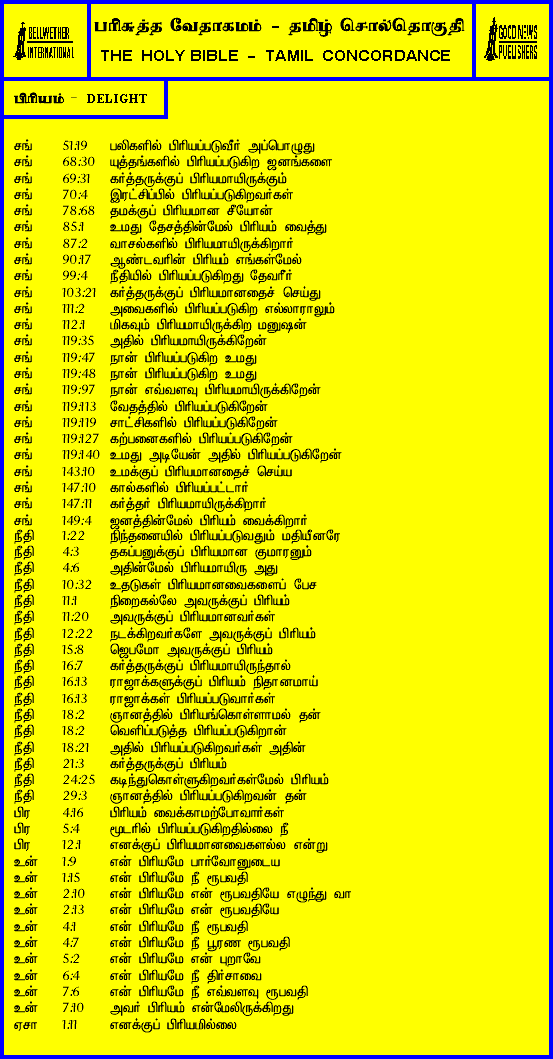 BELLWETHER
INTERNATIONAL
பரிசுத்த வேதாகமம் - தமிழ் சொல்தொகுதி
THE HOLY BIBLE - TAMIL CONCORDANCE
GOOD NEWS
PUBLISHERS
பிரியம் - DELIGHT
சங் 51:19 பலிகளில் பிரியப்படுவீர் அப்பொழுது
சங் 68:30 யுத்தங்களில் பிரியப்படுகிற ஜனங்களை
சங் 69:31 கர்த்தருக்குப் பிரியமாயிருக்கும்
சங் 70:4 இரட்சிப்பில் பிரியப்படுகிறவர்கள்
சங் 78:68 தமக்குப் பிரியமான சீயோன்
சங் 85:1 உமது தேசத்தின்மேல் பிரியம் வைத்து
சங் 87:2 வாசல்களில் பிரியமாயிருக்கிறார்
சங் 90:17 ஆண்டவரின் பிரியம் எங்கள்மேல்
சங் 99:4 நீதியில் பிரியப்படுகிறது தேவரீர்
சங் 103:21 கர்த்தருக்குப் பிரியமானதைச் செய்து
சங் 111:2 அவைகளில் பிரியப்படுகிற எல்லாராலும்
சங் 112:1 மிகவும் பிரியமாயிருக்கிற மனுஷன்
சங் 119:35 அதில் பிரியமாயிருக்கிறேன்
சங் 119:47 நான் பிரியப்படுகிற உமது
சங் 119:48 நான் பிரியப்படுகிற உமது
சங் 119:97 நான் எவ்வளவு பிரியமாயிருக்கிறேன்
சங் 119:113 வேதத்தில் பிரியப்படுகிறேன்
சங் 119:119 சாட்சிகளில் பிரியப்படுகிறேன்
சங் 119:127 கற்பனைகளில் பிரியப்படுகிறேன்
சங் 119:140 உமது அடியேன் அதில் பிரியப்படுகிறேன்
சங் 143:10 உமக்குப் பிரியமானதைச் செய்ய
சங் 147:10 கால்களில் பிரியப்பட்டார்
சங் 147:11 கர்த்தர் பிரியமாயிருக்கிறார்
சங் 149:4 ஜனத்தின்மேல் பிரியம் வைக்கிறார்
நீதி 1:22 நிந்தனையில் பிரியப்படுவதும் மதியீனரே
நீதி 4:3 தகப்பனுக்குப் பிரியமான குமாரனும்
நீதி 4:6 அதின்மேல் பிரியமாயிரு அது
நீதி 10:32 உதடுகள் பிரியமானவைகளைப் பேச
நீதி 11:1 நிறைகல்லே அவருக்குப் பிரியம்
நீதி 11:20 அவருக்குப் பிரியமானவர்கள்
நீதி 12:22 நடக்கிறவர்களே அவருக்குப் பிரியம்
நீதி 15:8 ஜெபமோ அவருக்குப் பிரியம்
நீதி 16:7 கர்த்தருக்குப் பிரியமாயிருந்தால்
நீதி 16:13 ராஜாக்களுக்குப் பிரியம் நிதானமாய்
நீதி 16:13 ராஜாக்கள் பிரியப்படுவார்கள்
நீதி 18:2 ஞானத்தில் பிரியங்கொள்ளாமல் தன்
நீதி 18:2 வெளிப்படுத்த பிரியப்படுகிறான்
நீதி 18:21 அதில் பிரியப்படுகிறவர்கள் அதின்
நீதி 21:3 கர்த்தருக்குப் பிரியம்
நீதி 24:25 கடிந்துகொள்ளுகிறவர்கள்மேல் பிரியம்
நீதி 29:3 ஞானத்தில் பிரியப்படுகிறவன் தன்
பிர 4:16 பிரியம் வைக்காமற்போவார்கள்
பிர 5:4 மூடரில் பிரியப்படுகிறதில்லை நீ
பிர 12:1 எனக்குப் பிரியமானவைகளல்ல என்று
உன் 1:9 என் பிரியமே பார்வோனுடைய
உன் 1:15 என் பிரியமே நீ ரூபவதி
உன் 2:10 என் பிரியமே என் ரூபவதியே எழுந்து வா
உன் 2:13 என் பிரியமே என் ரூபவதியே
உன் 4:1 என் பிரியமே நீ ரூபவதி
உன் 4:7 என் பிரியமே நீ பூரண ரூபவதி
உன் 5:2 என் பிரியமே என் புறாவே
உன் 6:4 என் பிரியமே நீ திர்சாவை
உன் 7:6 என் பிரியமே நீ எவ்வளவு ரூபவதி
உன் 7:10 அவர் பிரியம் என்மேலிருக்கிறது
ஏசா 1:11 எனக்குப் பிரியமில்லை